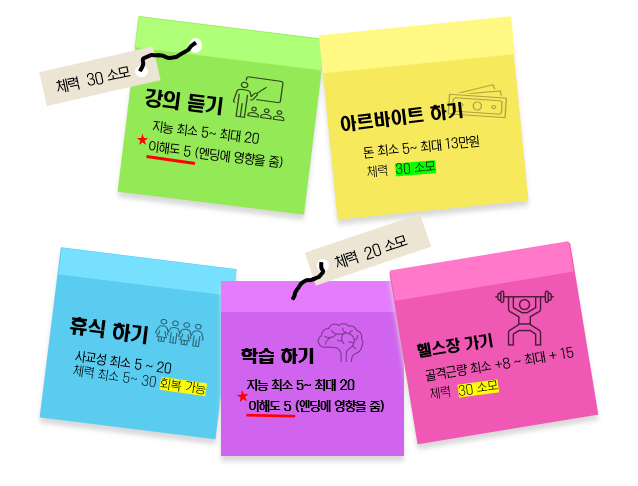 체력 30 소모
강의 듣기
지능 최소 5~ 최대 20
★이해도 5 (엔딩에 영향을 줌)
아르바이트 하기
돈 최소 5~ 최대 13만원
체력 30 소모
휴식 하기
사교성 최소 5 ~ 20
체력 최소 5~ 30 회복 가능
체력 20 소모
학습 하기
지능 최소 5~ 최대 20
★이해도 5 (엔딩에 영향을 줌)
헬스장 가기
골격근량 최소 +8 ~ 최대 + 15
체력 30 소모